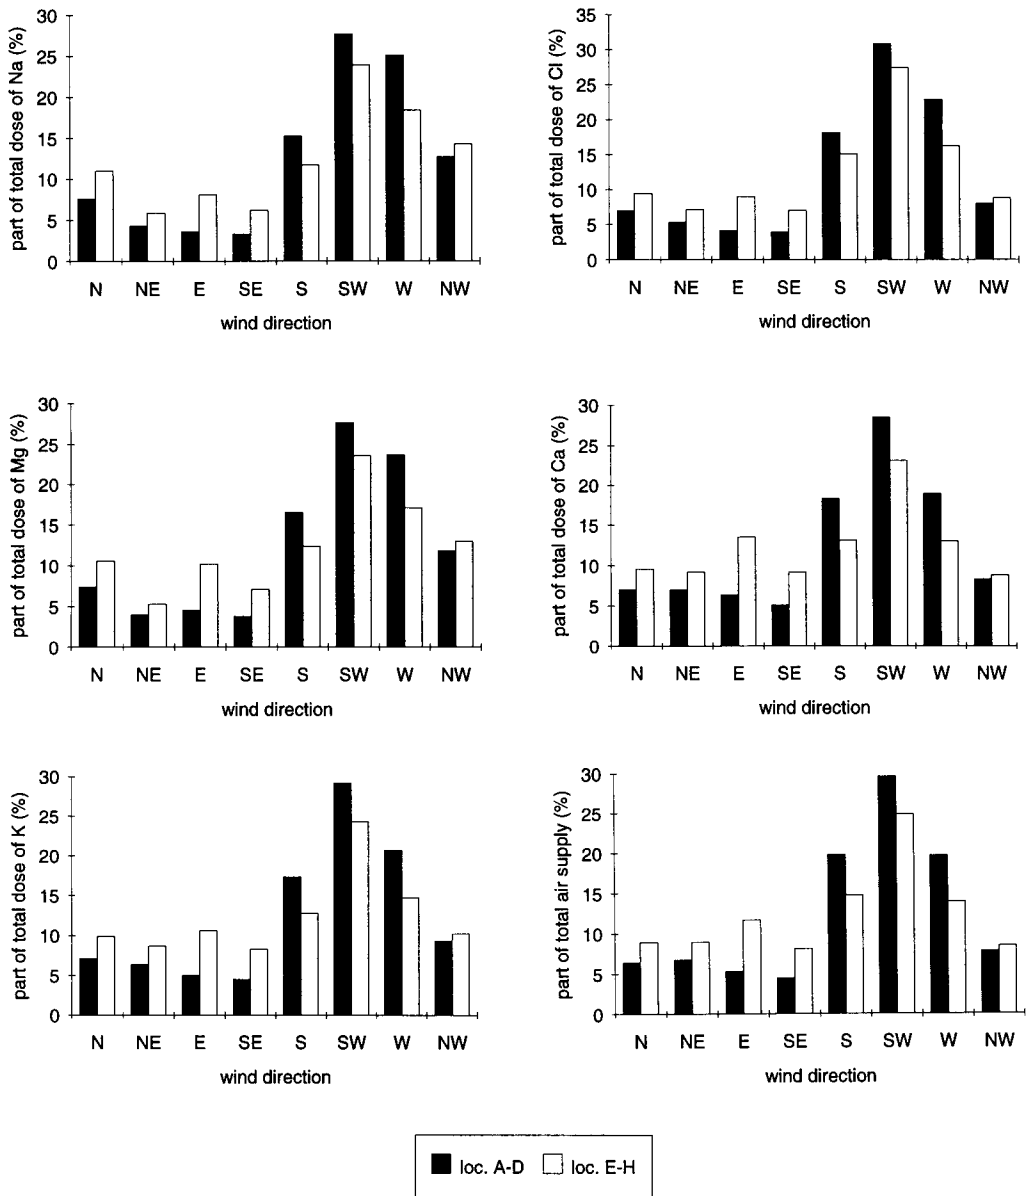 part of total dose of Na (%)
30
25
20
15
10
5
0
N NE E SE S SW W NW
wind direction
part of total dose of Cl (%)
35
30
25
20
15
10
5
0
N NE E SE S SW W NW
wind direction
part of total dose of Mg (%)
30
25
20
15
10
5
0
N NE E SE S SW W NW
wind direction
part of total dose of Ca (%)
30
25
20
15
10
5
0
N NE E SE S SW W NW
wind direction
part of total dose of K (%)
30
25
20
15
10
5
0
N NE E SE S SW W NW
wind direction
part of total air supply (%)
30
25
20
15
10
5
0
N NE E SE S SW W NW
wind direction
loc. A-D loc. E-H